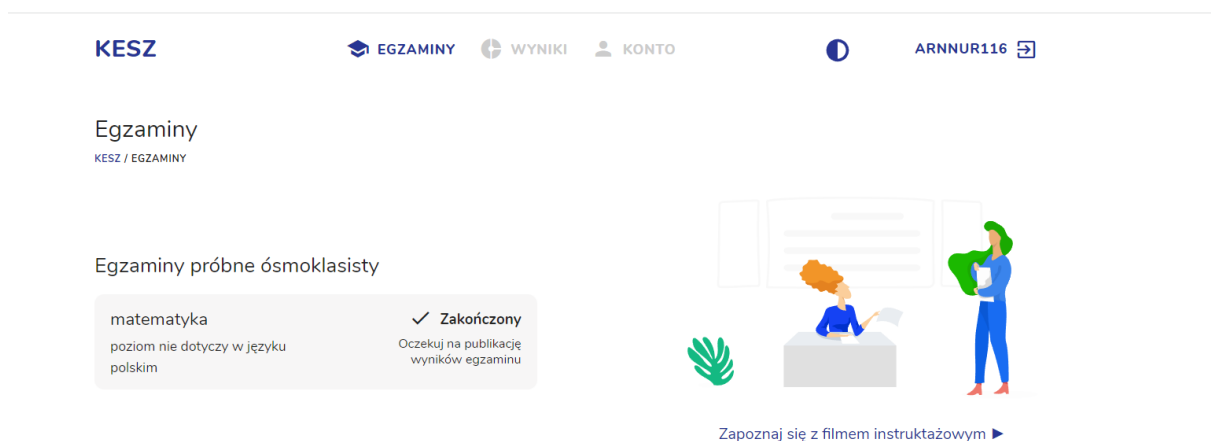 KESZ
EGZAMINY
WYNIKI
KONTO
ARNNUR116
Egzaminy
KESZ / EGZAMINY
Egzaminy próbne ósmoklasisty
matematyka
Zakończony
poziom nie dotyczy w języku
polskim
Oczekuj na publikację
wyników egzaminu
Zapoznaj się z filmem instruktażowym ►